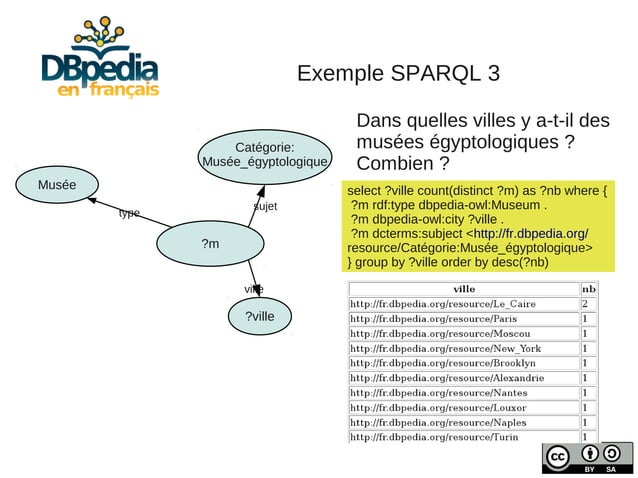 DBpedia
en français
Exemple SPARQL 3
Dans quelles villes y a-t-il des
musées égyptologiques ?
Combien ?
Catégorie:
Musée_égyptologique
Musée
type
sujet
?m
ville
?ville
select ?ville count(distinct ?m) as ?nb where {
?m rdf:type dbpedia-owl:Museum .
?m dbpedia-owl:city ?ville .
?m dcterms:subject <http://fr.dbpedia.org/
resource/Catégorie:Musée_égyptologique>
} group by ?ville order by desc(?nb)
ville nb
http://fr.dbpedia.org/resource/Le_Caire 2
http://fr.dbpedia.org/resource/Paris 1
http://fr.dbpedia.org/resource/Moscou 1
http://fr.dbpedia.org/resource/New_York 1
http://fr.dbpedia.org/resource/Brooklyn 1
http://fr.dbpedia.org/resource/Alexandrie 1
http://fr.dbpedia.org/resource/Nantes 1
http://fr.dbpedia.org/resource/Louxor 1
http://fr.dbpedia.org/resource/Naples 1
http://fr.dbpedia.org/resource/Turin 1
cc BY SA